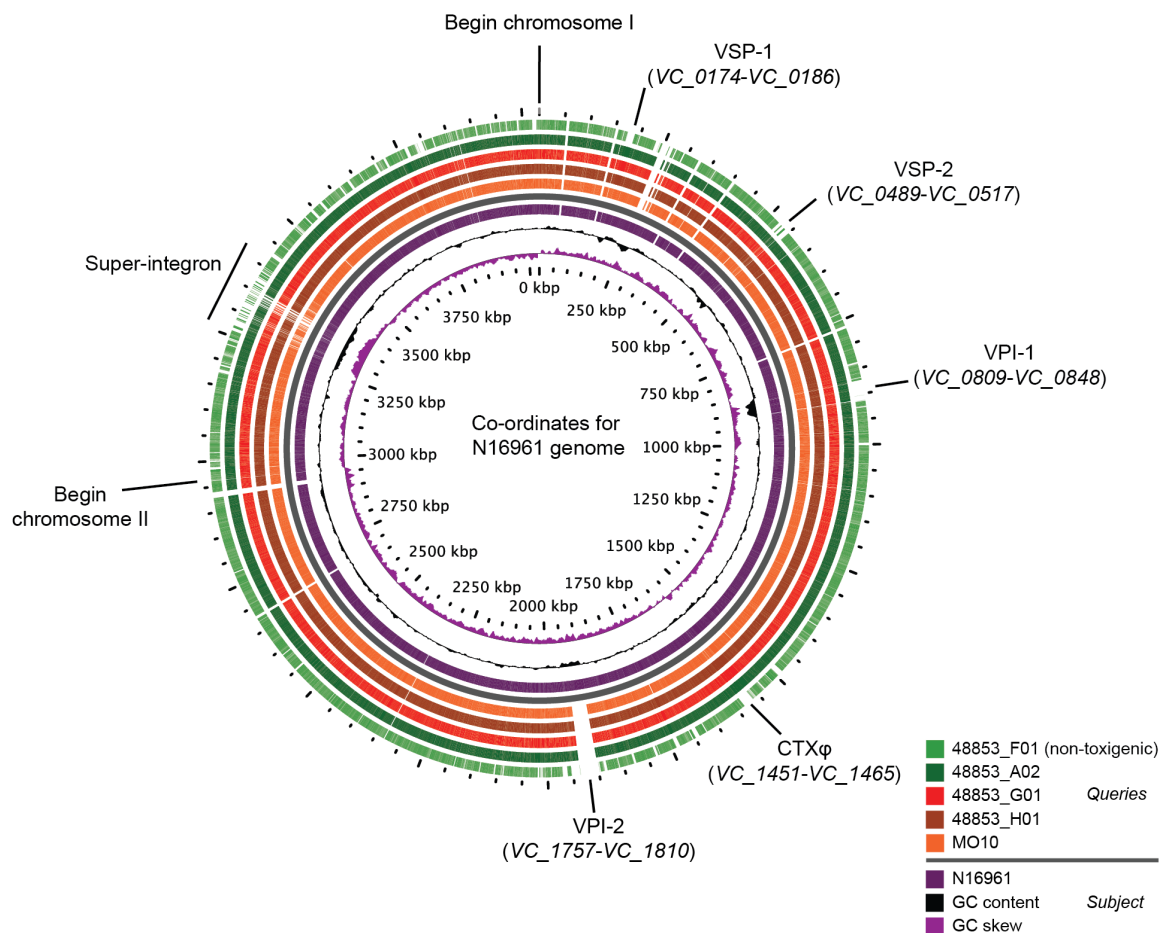 Begin chromosome I
VSP-1
(VC_0174-VC_0186)
VSP-2
(VC_0489-VC_0517)
Super-integron
VPI-1
(VC_0809-VC_0848)
Begin
chromosome II
CTXφ
(VC_1451-VC_1465)
VPI-2
(VC_1757-VC_1810)
0 kbp
250 kbp
500 kbp
750 kbp
1000 kbp
1250 kbp
1500 kbp
1750 kbp
2000 kbp
2250 kbp
2500 kbp
2750 kbp
3000 kbp
3250 kbp
3500 kbp
3750 kbp
Co-ordinates for
N16961 genome
48853_F01 (non-toxigenic)
48853_A02
48853_G01 Queries
48853_H01
MO10
N16961
GC content Subject
GC skew